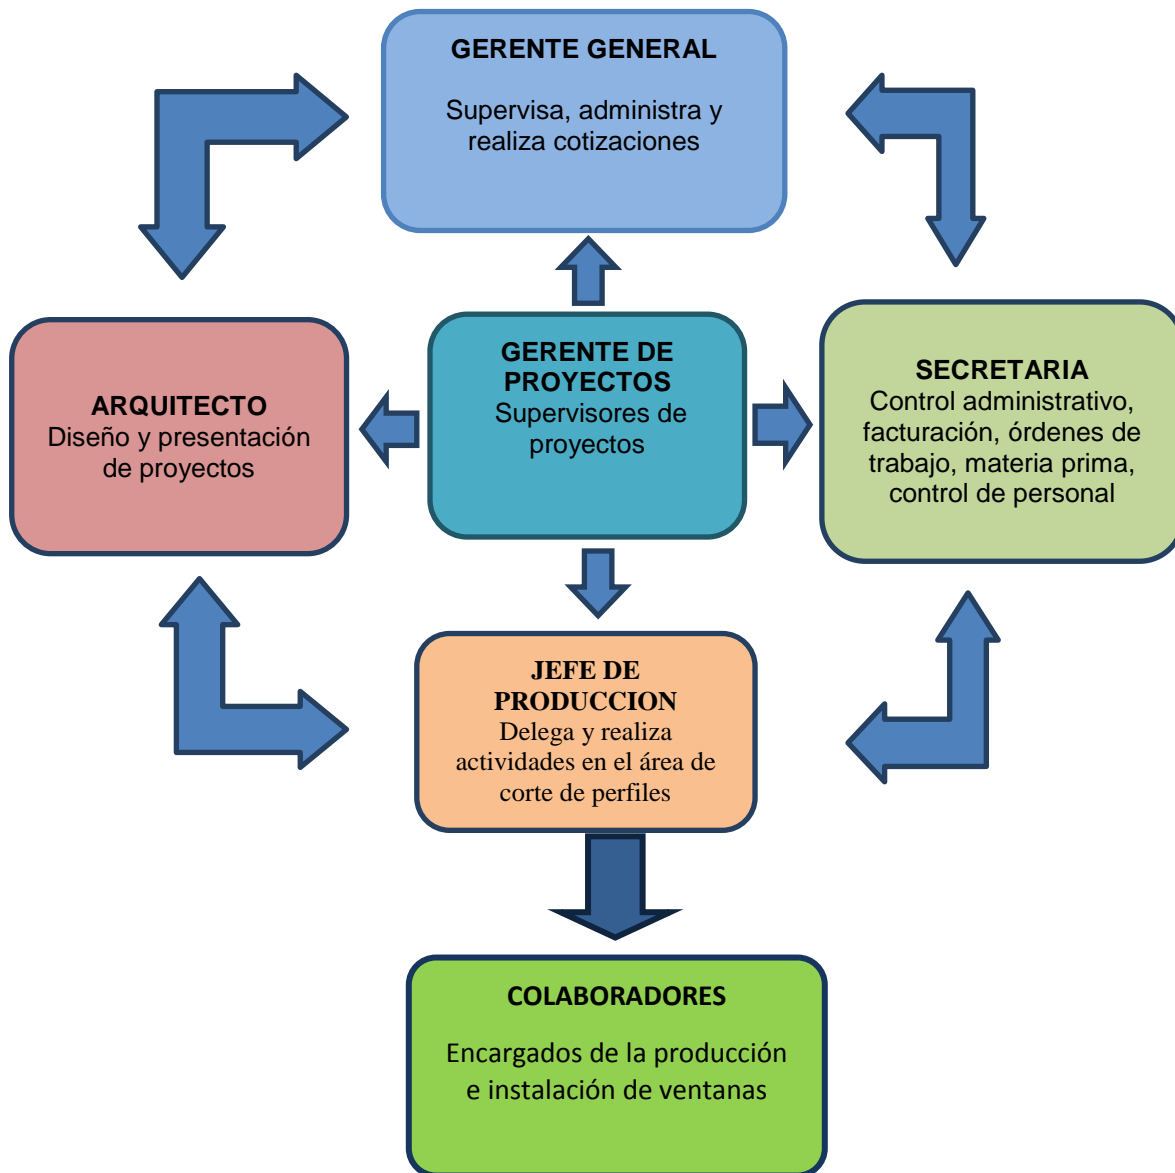 GERENTE GENERAL
Supervisa, administra y
realiza cotizaciones
GERENTE DE
PROYECTOS
Supervisores de
proyectos
ARQUITECTO
Diseño y presentación
de proyectos
SECRETARIA
Control administrativo,
facturación, órdenes de
trabajo, materia prima,
control de personal
JEFE DE
PRODUCCION
Delega y realiza
actividades en el área de
corte de perfiles
COLABORADORES
Encargados de la producción
e instalación de ventanas